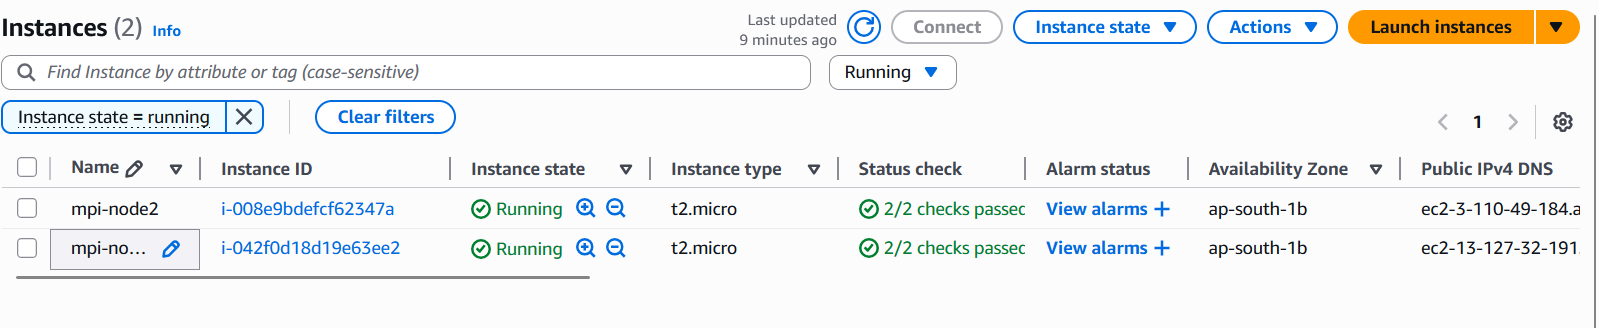 Instances (2) Info
Last updated
9 minutes ago
Connect
Instance state
Actions
Launch instances
Find Instance by attribute or tag (case-sensitive)
Running
Instance state = running
Clear filters
1
Name Instance ID Instance state Instance type Status check Alarm status Availability Zone Public IPv4 DNS
mpi-node2 i-008e9bdefcf62347a Running t2.micro 2/2 checks passed View alarms + ap-south-1b ec2-3-110-49-184.a
mpi-no... i-042f0d18d19e63ee2 Running t2.micro 2/2 checks passed View alarms + ap-south-1b ec2-13-127-32-191.